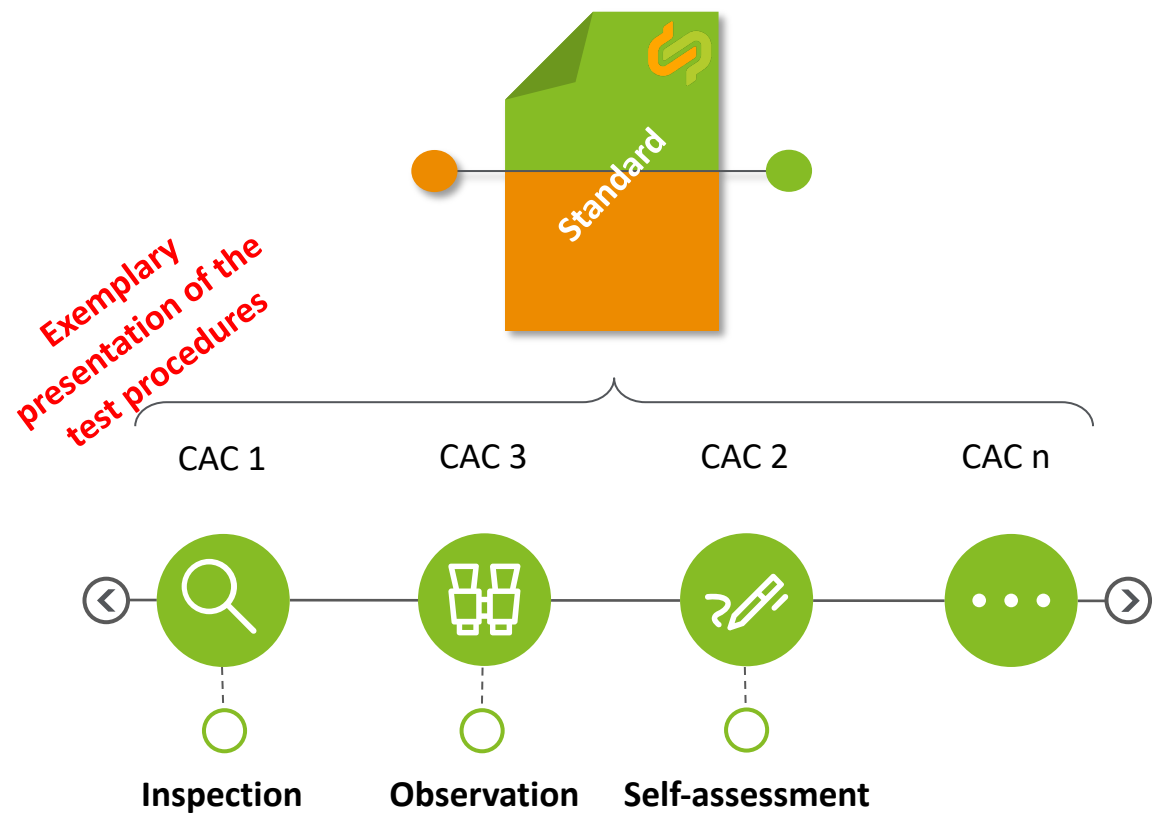 Standard
Exemplary
presentation of the
test procedures
CAC 1
CAC 3
CAC 2
CAC n
Inspection
Observation
Self-assessment